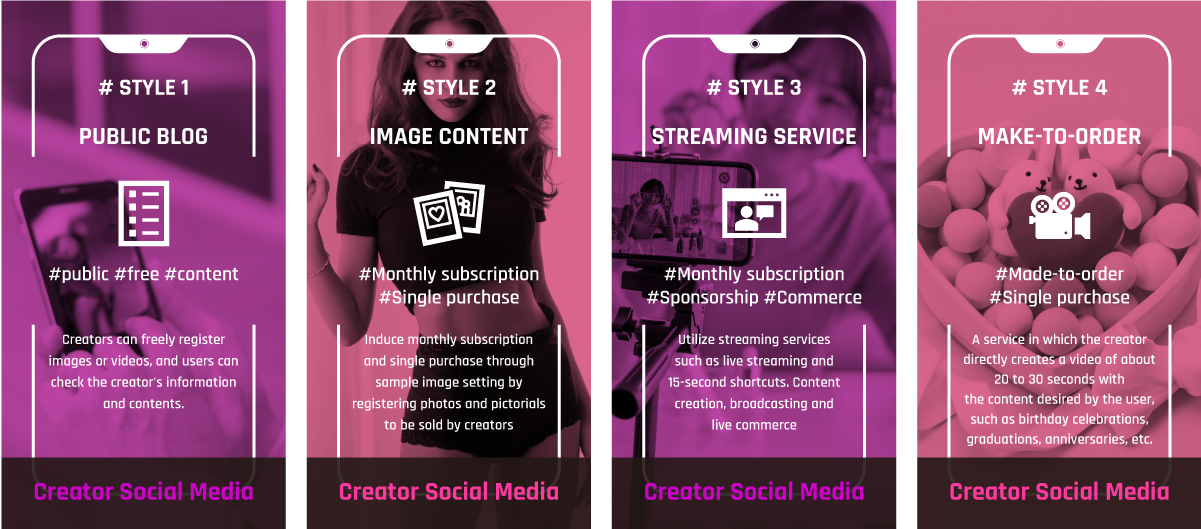 # STYLE 1
PUBLIC BLOG
#public #free #content
Creators can freely register
images or videos, and users can
check the creator's information
and contents.
Creator Social Media
# STYLE 2
IMAGE CONTENT
#Monthly subscription
#Single purchase
Induce monthly subscription
and single purchase through
sample image setting by
registering photos and pictorials
to be sold by creators
Creator Social Media
# STYLE 3
STREAMING SERVICE
#Monthly subscription
#Sponsorship #Commerce
Utilize streaming services
such as live streaming and
15-second shortcuts. Content
creation, broadcasting and
live commerce
Creator Social Media
# STYLE 4
MAKE-TO-ORDER
#Made-to-order
#Single purchase
A service in which the creator
directly creates a video of about
20 to 30 seconds with
the content desired by the user,
such as birthday celebrations,
graduations, anniversaries, etc.
Creator Social Media